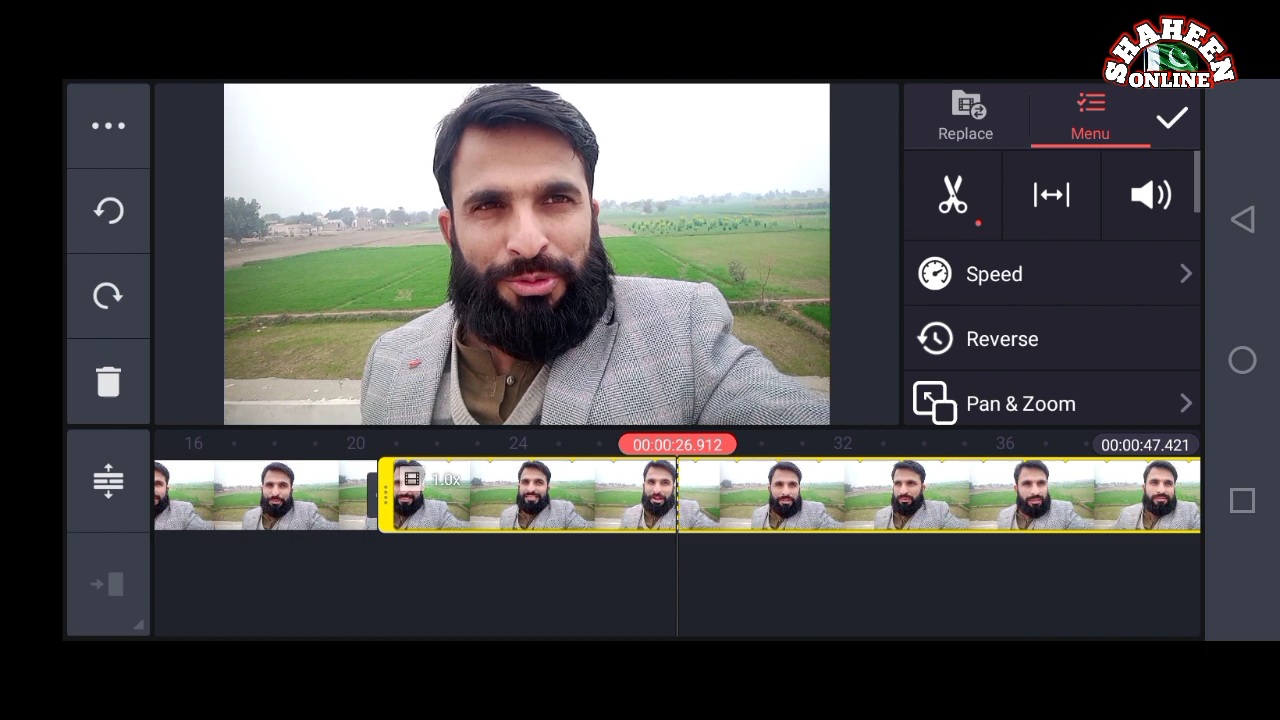 SHAHEEN
ONLINE
Replace
Menu
Speed
Reverse
Pan & Zoom
16
20
24
00:00:26.912
32
36
00:00:47.421
1.0x